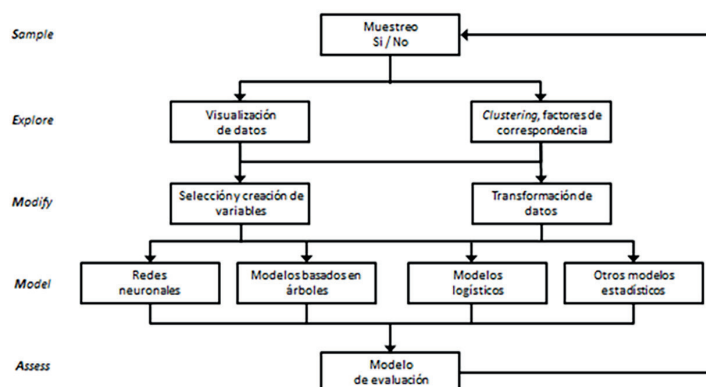 Sample
Muestreo
Si / No
Explore
Visualización
de datos
Clustering, factores de
correspondencia
Modify
Selección y creación de
variables
Transformación de
datos
Model
Redes
neuronales
Modelos basados en
árboles
Modelos
logísticos
Otros modelos
estadísticos
Assess
Modelo
de evaluación